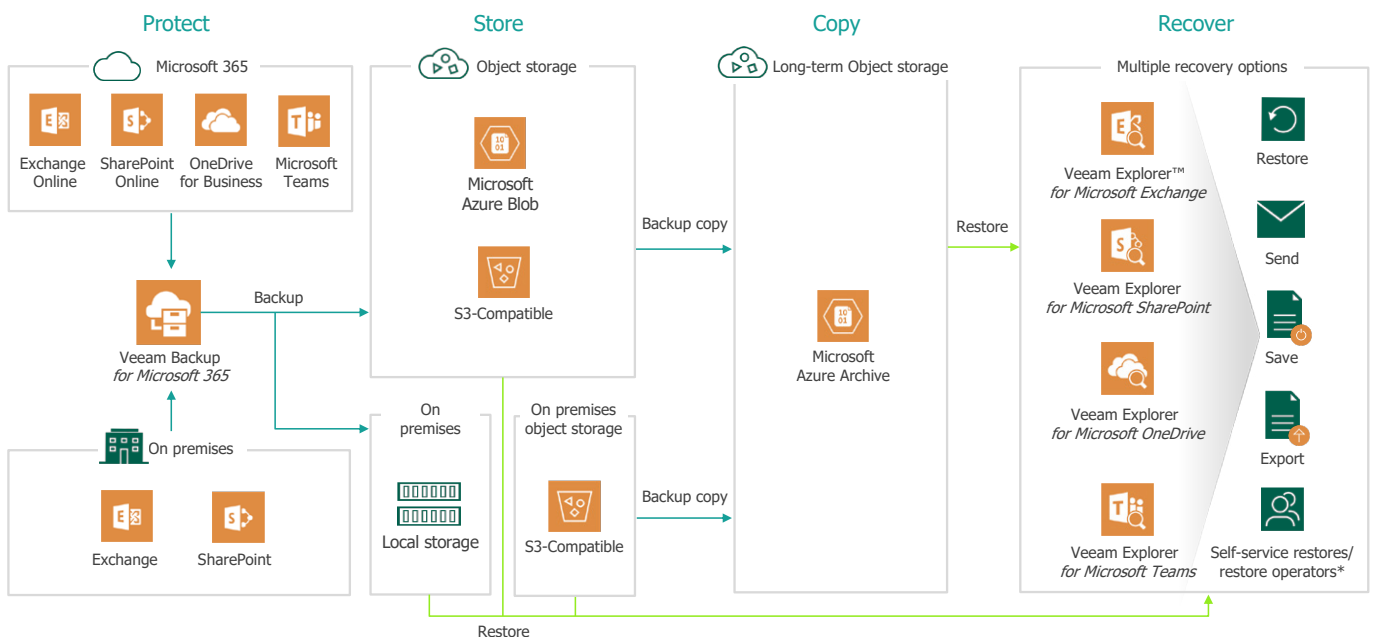 Protect
Store
Copy
Recover
Microsoft 365
Exchange
Online
SharePoint
Online
OneDrive
for Business
Microsoft
Teams
Veeam Backup
for Microsoft 365
On premises
Exchange
SharePoint
Backup
Object storage
10
01
Microsoft
Azure Blob
S3-Compatible
On
premises
Local storage
On premises
object storage
S3-Compatible
Backup copy
Backup copy
Long-term Object storage
10
01
Microsoft
Azure Archive
Restore
Restore
Multiple recovery options
Veeam Explorer™
for Microsoft Exchange
Veeam Explorer
for Microsoft SharePoint
Veeam Explorer
for Microsoft OneDrive
Veeam Explorer
for Microsoft Teams
Restore
Send
Save
Export
Self-service restores/
restore operators*